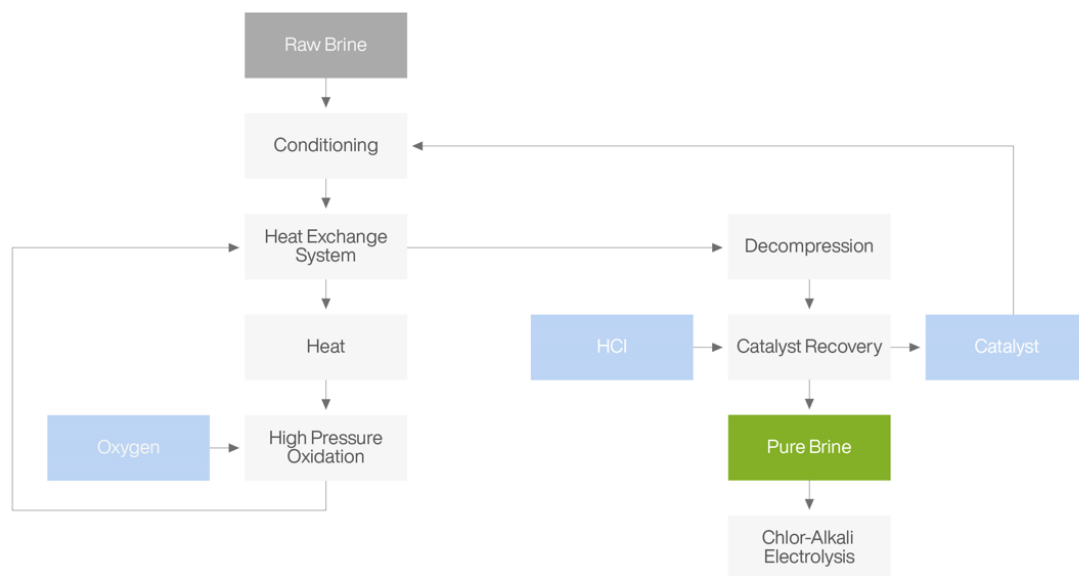 Raw Brine
Conditioning
Heat Exchange
System
Decompression
Heat
HCl
Catalyst Recovery
Catalyst
Oxygen
High Pressure
Oxidation
Pure Brine
Chlor-Alkali
Electrolysis